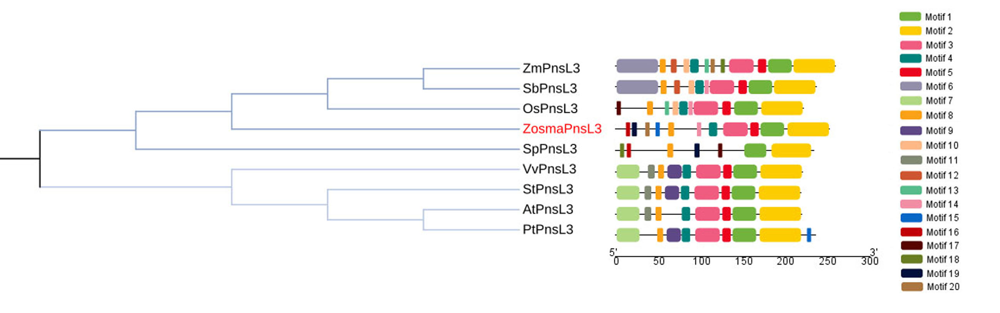 ZmPnsL3
SbPnsL3
OsPnsL3
ZosmaPnsL3
SpPnsL3
VvPnsL3
StPnsL3
AtPnsL3
PtPnsL3
5' 3'
0 50 100 150 200 250 300
Motif 1
Motif 2
Motif 3
Motif 4
Motif 5
Motif 6
Motif 7
Motif 8
Motif 9
Motif 10
Motif 11
Motif 12
Motif 13
Motif 14
Motif 15
Motif 16
Motif 17
Motif 18
Motif 19
Motif 20